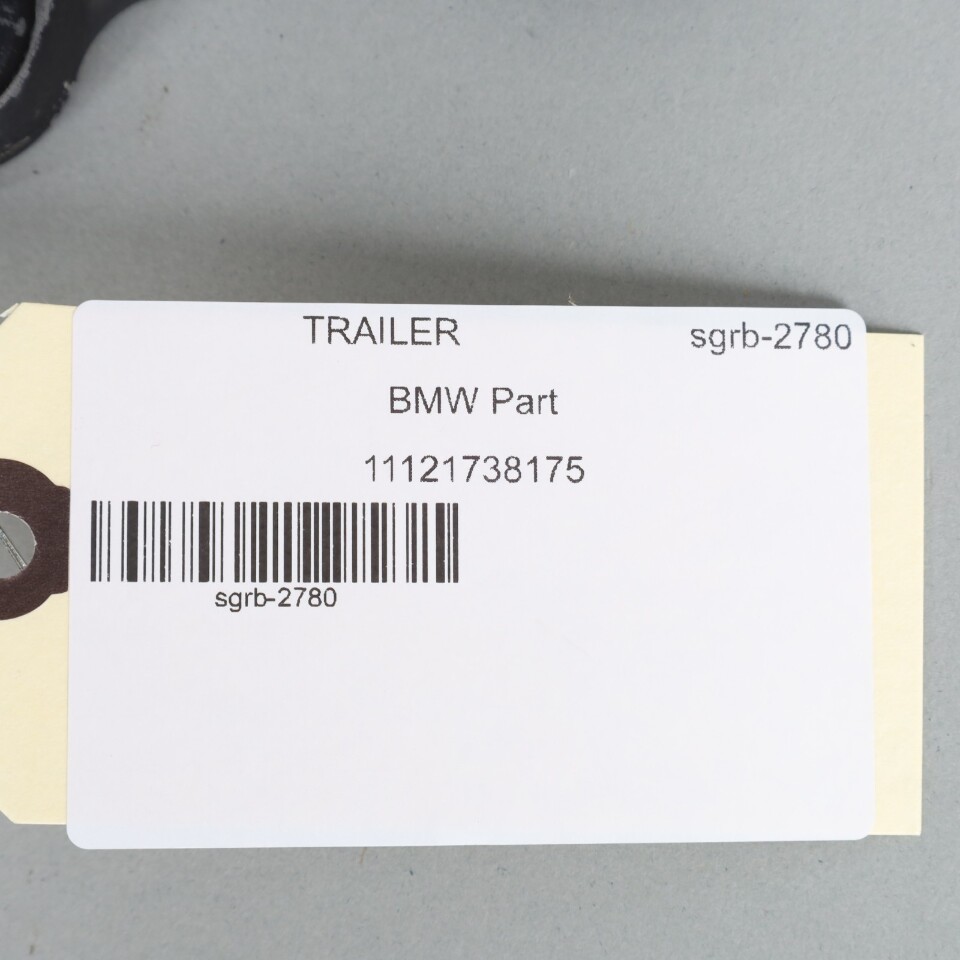 TRAILER sgrb-2780
BMW Part
11121738175
sgrb-2780